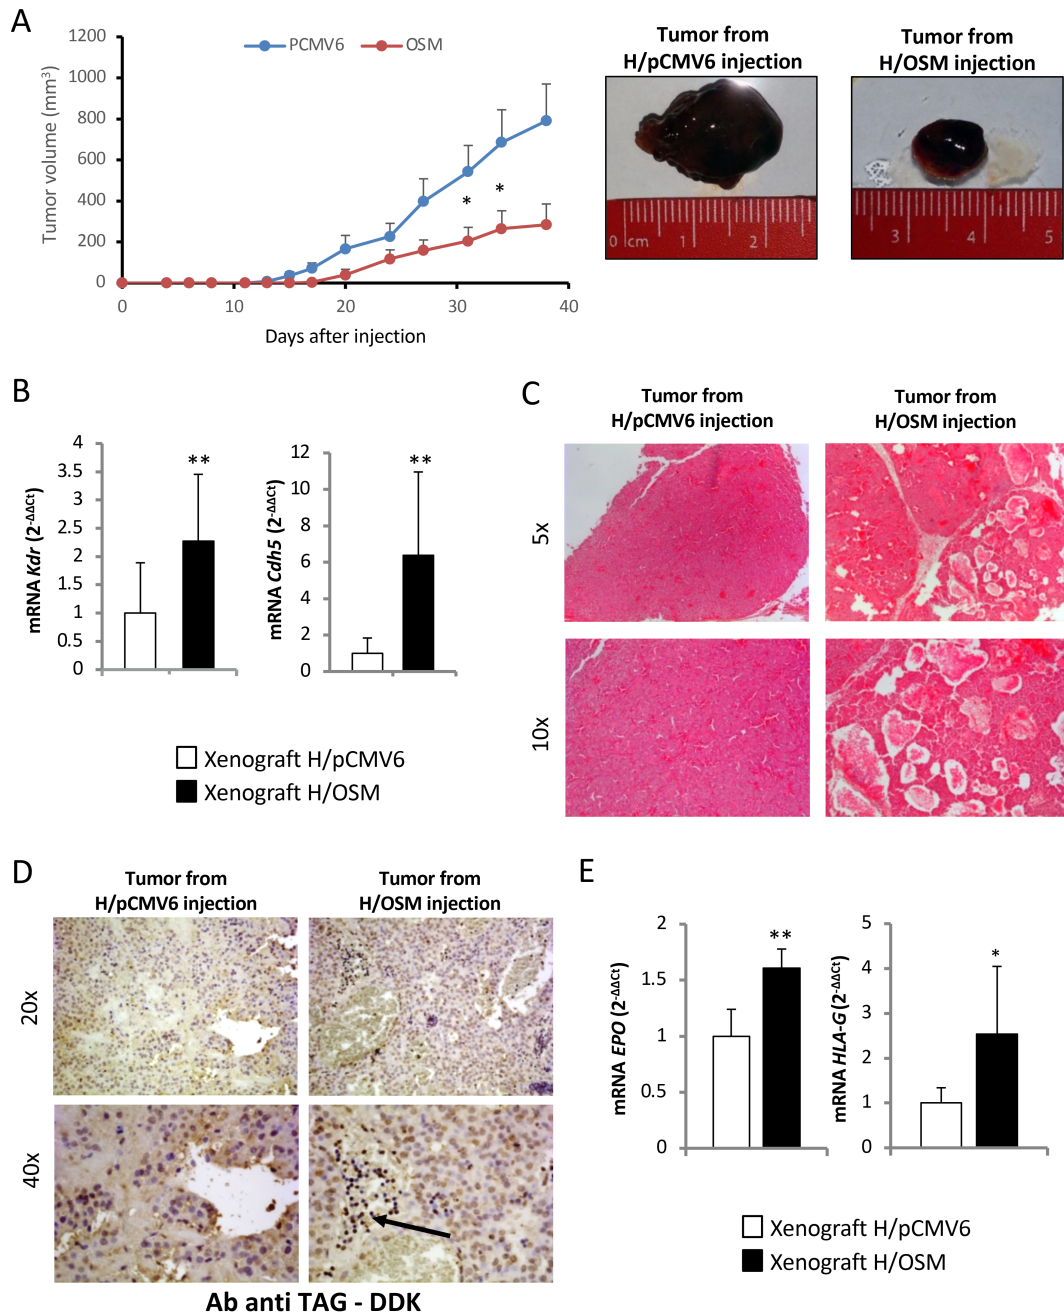 A
1200
1000
800
600
400
200
0
Tumor volume (mm³)
PCMV6
OSM
*
*
0
10
20
30
40
Days after injection
Tumor from
H/pCMV6 injection
0 cm 1 2
Tumor from
H/OSM injection
3 4 5
B
4
3.5
3
2.5
2
1.5
1
0.5
0
mRNA Kdr (2-ΔΔCt)
**
12
10
8
6
4
2
0
mRNA Cdh5 (2-ΔΔCt)
**
Xenograft H/pCMV6
Xenograft H/OSM
C
Tumor from
H/pCMV6 injection
Tumor from
H/OSM injection
5x
10x
D
Tumor from
H/pCMV6 injection
Tumor from
H/OSM injection
20x
40x
Ab anti TAG - DDK
E
2
1.5
1
0.5
0
mRNA EPO (2-ΔΔCt)
**
5
4
3
2
1
0
mRNA HLA-G (2-ΔΔCt)
*
Xenograft H/pCMV6
Xenograft H/OSM